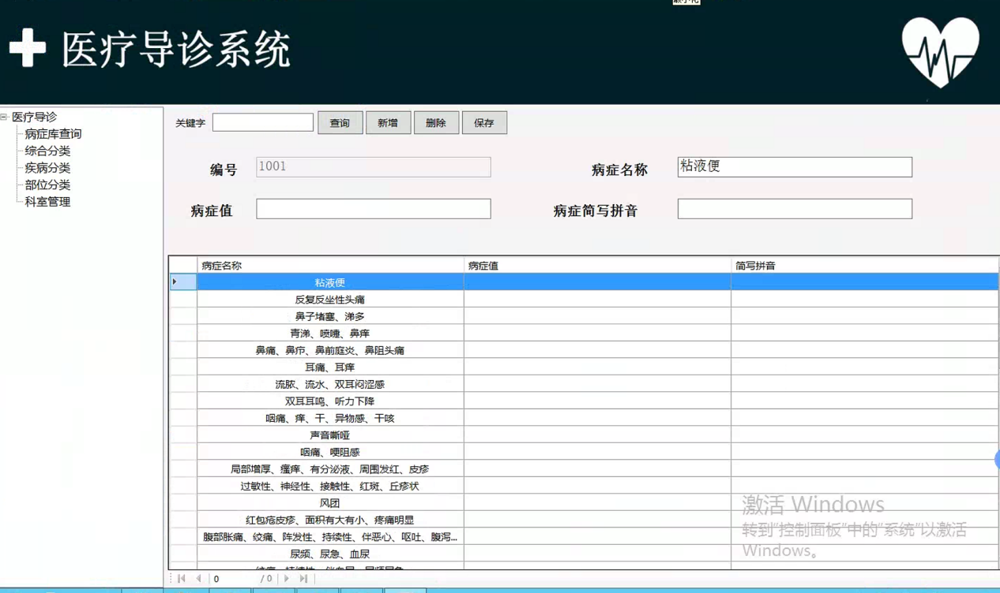 医疗导诊系统
医疗导诊
病症库查询
综合分类
疾病分类
部位分类
科室管理
关键字 查询 新增 删除 保存
编号 1001 病症名称 粘液便
病症值 病症简写拼音
病症名称 病症值 简写拼音
粘液便
反复反坐性头痛
鼻子堵塞、涕多
青涕、喷嚏、鼻痒
鼻痛、鼻疖、鼻前庭炎、鼻阻头痛
耳痛、耳痒
流脓、流水、双耳闷涩感
双耳耳鸣、听力下降
咽痛、痒、干、异物感、干咳
声音嘶哑
咽痛、哽阻感
局部增厚、瘙痒、有分泌液、周围发红、皮疹
过敏性、神经性、接触性、红斑、丘疹状
风团
红包疮皮疹、面积有大有小、疼痛明显
腹部胀痛、绞痛、阵发性、持续性、伴恶心、呕吐、腹泻...
尿频、尿急、血尿
激活 Windows
转到"控制面板"中的"系统"以激活
Windows。
0 / 0